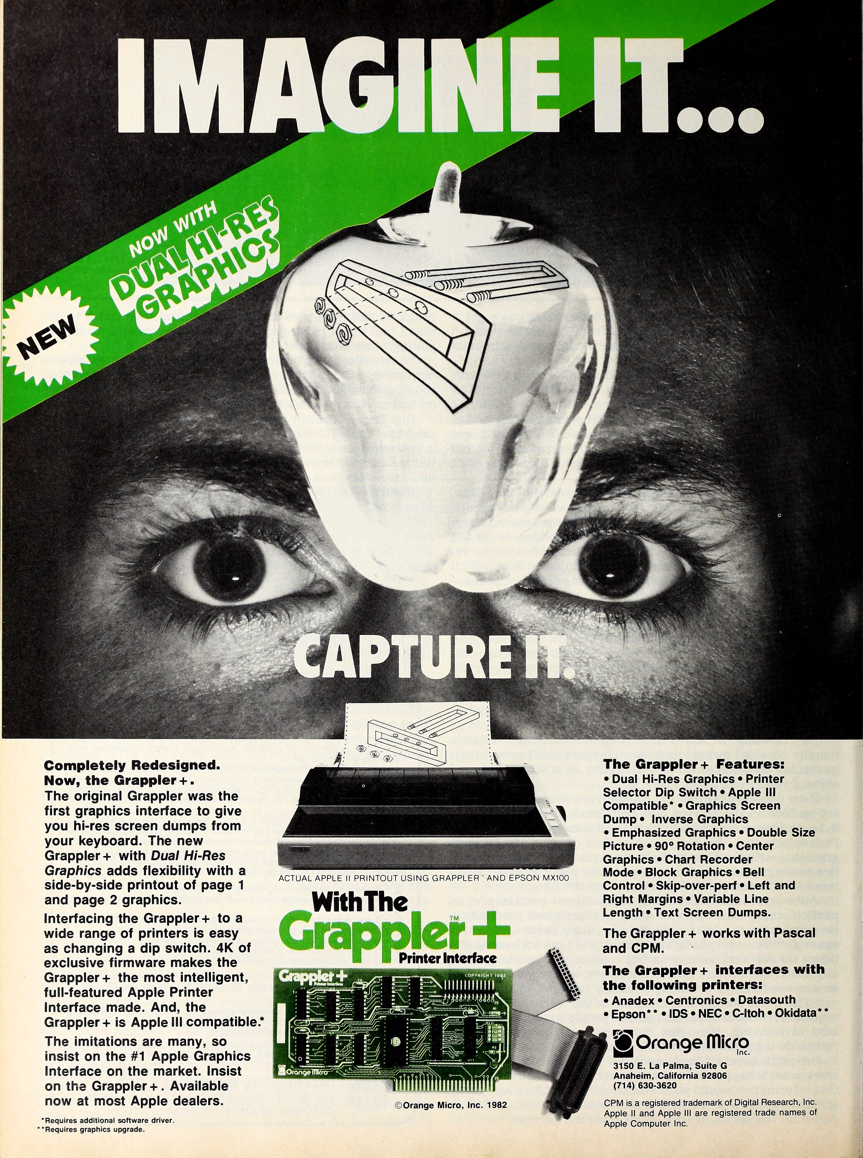 IMAGINE IT...
NOW WITH
DUAL HI-RES
GRAPHICS
NEW
CAPTURE IT.
Completely Redesigned.
Now, the Grappler+.
The original Grappler was the
first graphics interface to give
you hi-res screen dumps from
your keyboard. The new
Grappler+ with Dual Hi-Res
Graphics adds flexibility with a
side-by-side printout of page 1
and page 2 graphics.
Interfacing the Grappler+ to a
wide range of printers is easy
as changing a dip switch. 4K of
exclusive firmware makes the
Grappler+ the most intelligent,
full-featured Apple Printer
Interface made. And, the
Grappler+ is Apple III compatible.*
The imitations are many, so
insist on the #1 Apple Graphics
Interface on the market. Insist
on the Grappler+. Available
now at most Apple dealers.
*Requires additional software driver.
**Requires graphics upgrade.
ACTUAL APPLE II PRINTOUT USING GRAPPLER™ AND EPSON MX100
With The
Grappler+™
Printer Interface
Grappler+
Printer Interface
COPYRIGHT 1982
Orange Micro
©Orange Micro, Inc. 1982
The Grappler+ Features:
• Dual Hi-Res Graphics • Printer
Selector Dip Switch • Apple III
Compatible* • Graphics Screen
Dump • Inverse Graphics
• Emphasized Graphics • Double Size
Picture • 90° Rotation • Center
Graphics • Chart Recorder
Mode • Block Graphics • Bell
Control • Skip-over-perf • Left and
Right Margins • Variable Line
Length • Text Screen Dumps.
The Grappler+ works with Pascal
and CPM.
The Grappler+ interfaces with
the following printers:
• Anadex • Centronics • Datasouth
• Epson** • IDS • NEC • C-Itoh • Okidata**
Orange Micro
Inc.
3150 E. La Palma, Suite G
Anaheim, California 92806
(714) 630-3620
CPM is a registered trademark of Digital Research, Inc.
Apple II and Apple III are registered trade names of
Apple Computer Inc.